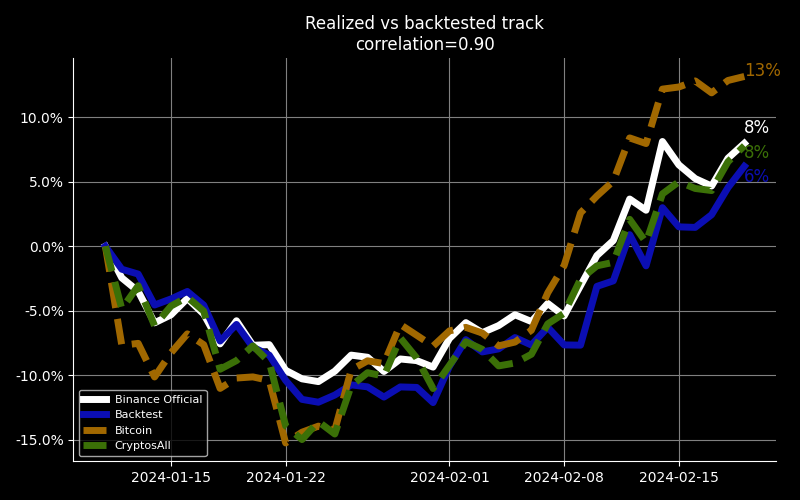 Realized vs backtested track
correlation=0.90
13%
10.0%
8%
8%
5.0%
6%
0.0%
-5.0%
-10.0%
-15.0%
Binance Official
Backtest
Bitcoin
CryptosAll
2024-01-15
2024-01-22
2024-02-01
2024-02-08
2024-02-15